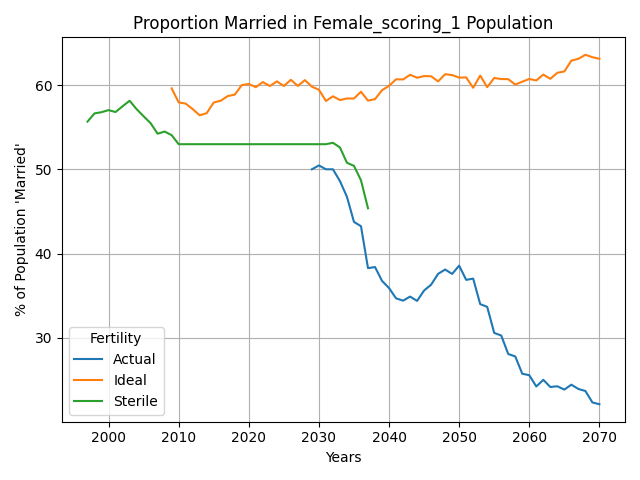 Proportion Married in Female_scoring_1 Population
% of Population 'Married'
60
50
40
30
Fertility
Actual
Ideal
Sterile
2000 2010 2020 2030 2040 2050 2060 2070
Years